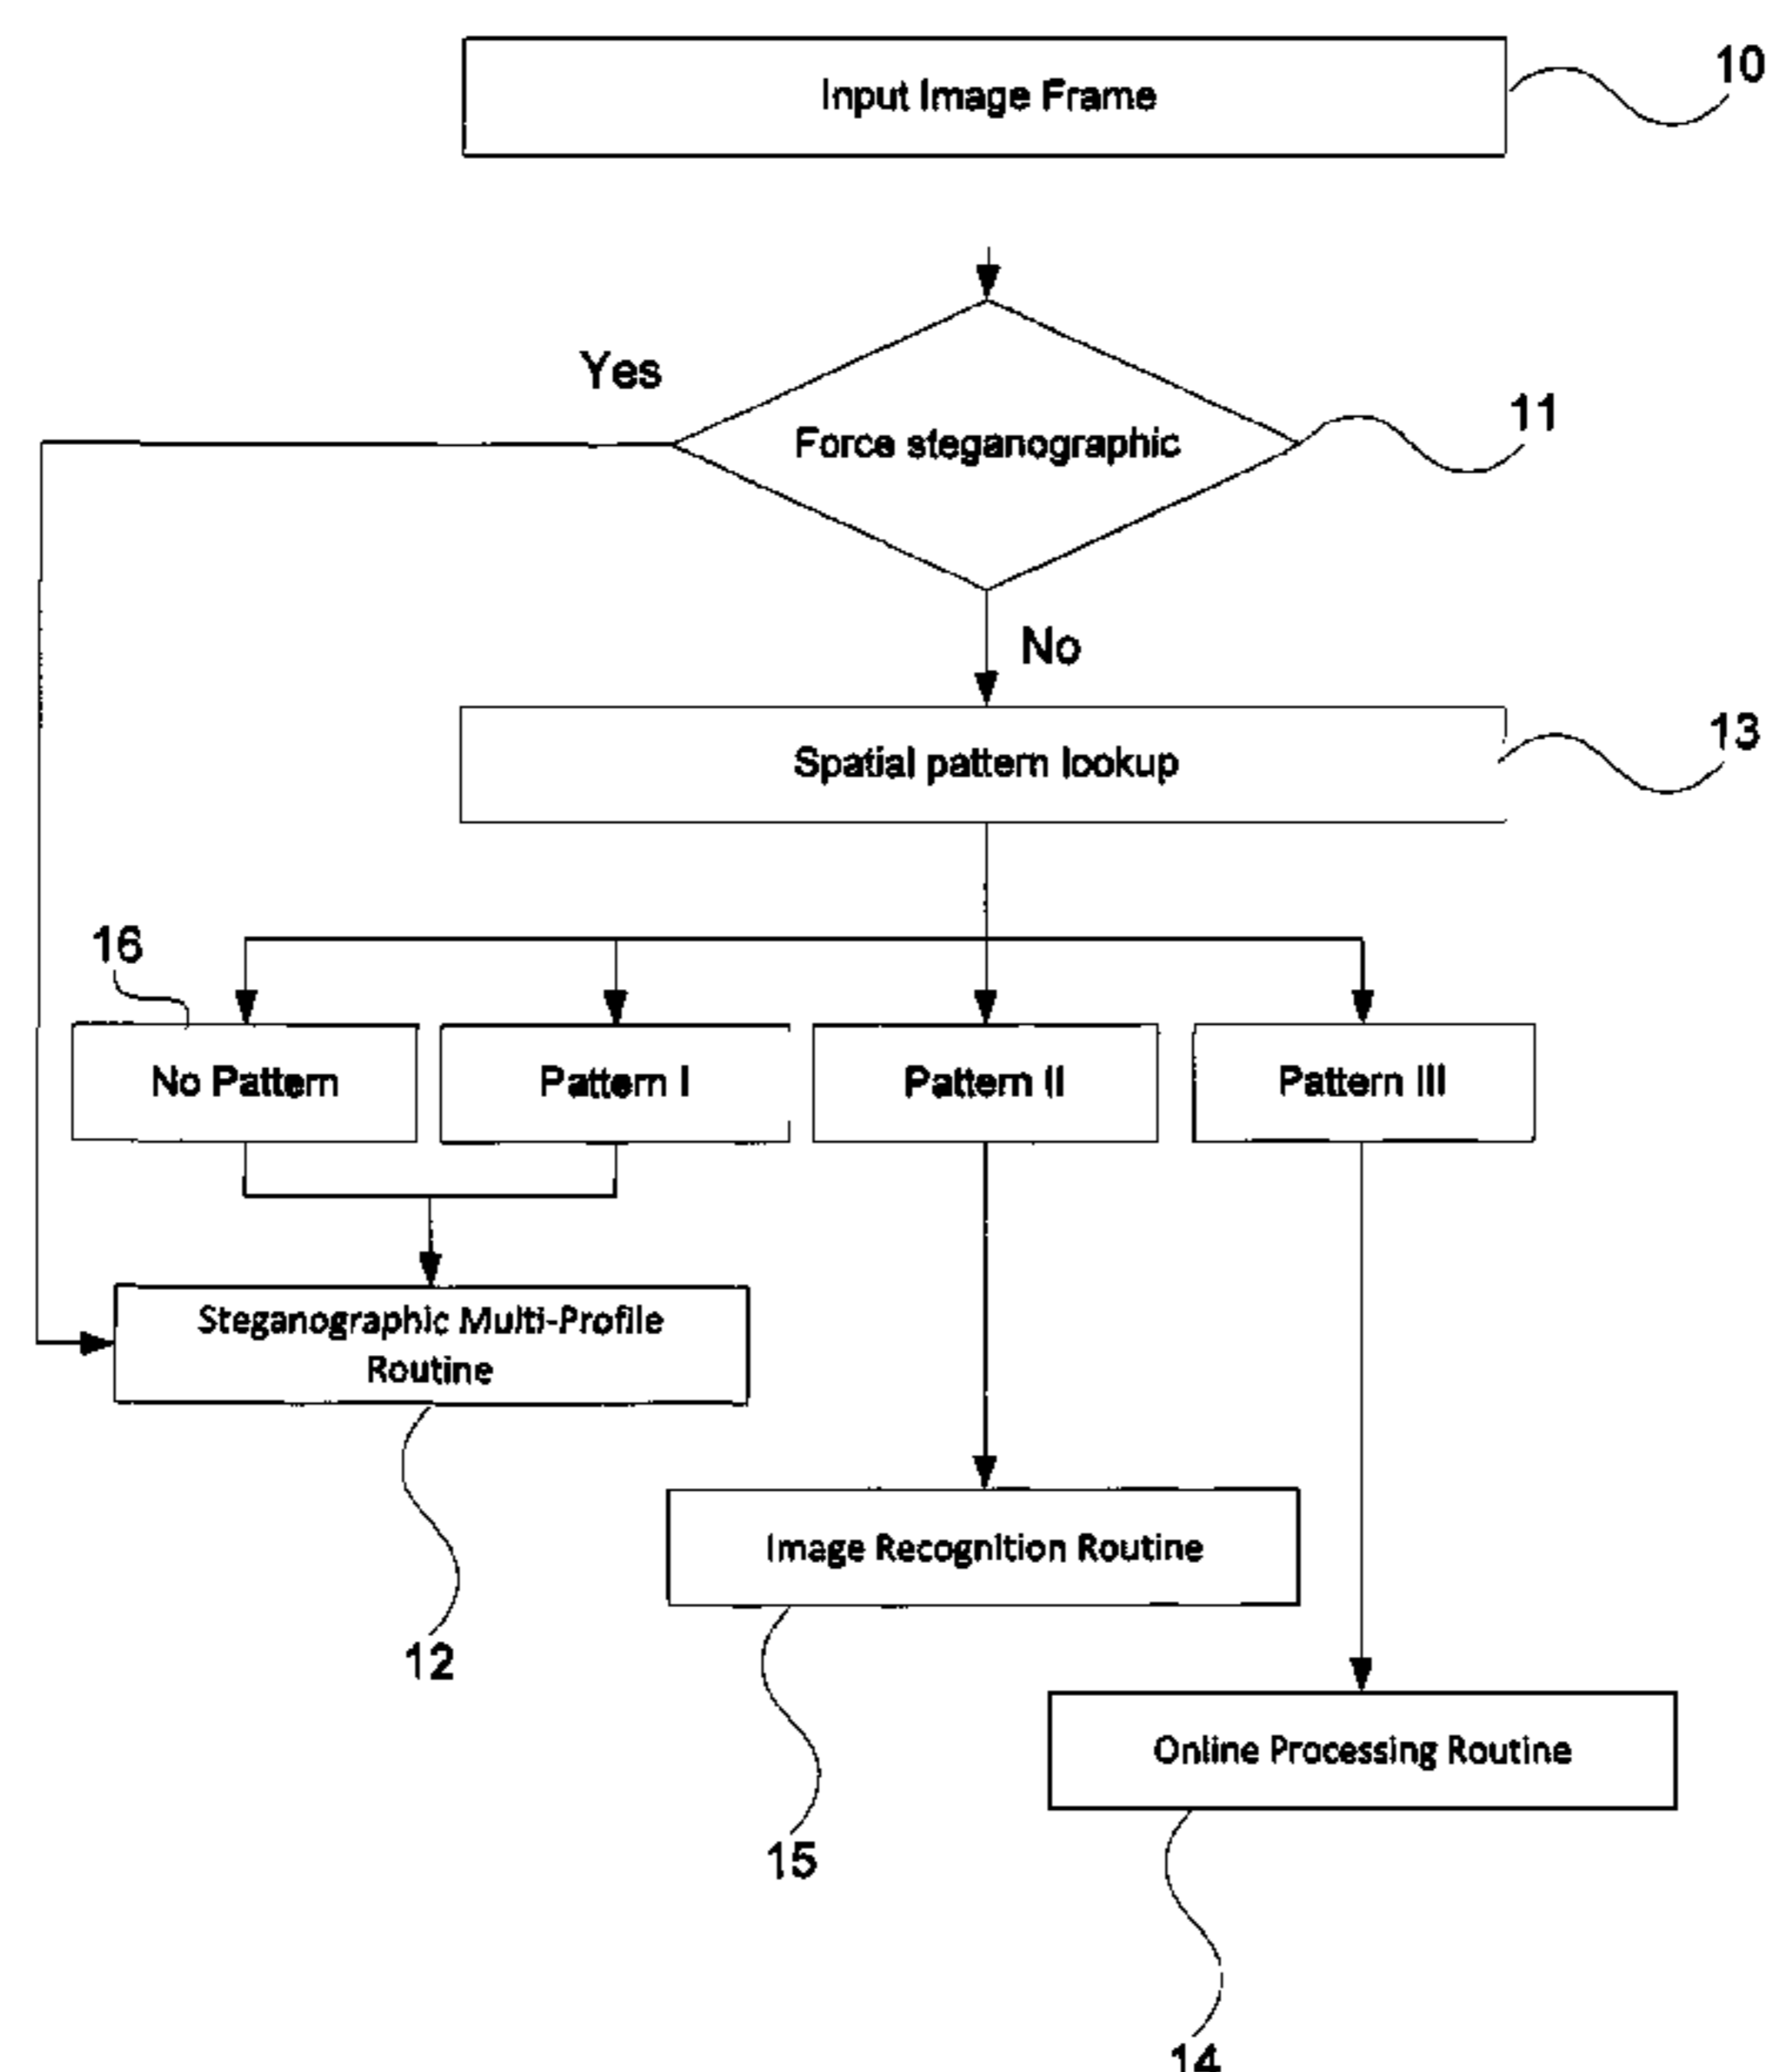 Input Image Frame
10
Yes
Force steganographic
11
No
Spatial pattern lookup
13
16
No Pattern
Pattern I
Pattern II
Pattern III
Steganographic Multi-Profile
Routine
Image Recognition Routine
12
Online Processing Routine
15
14